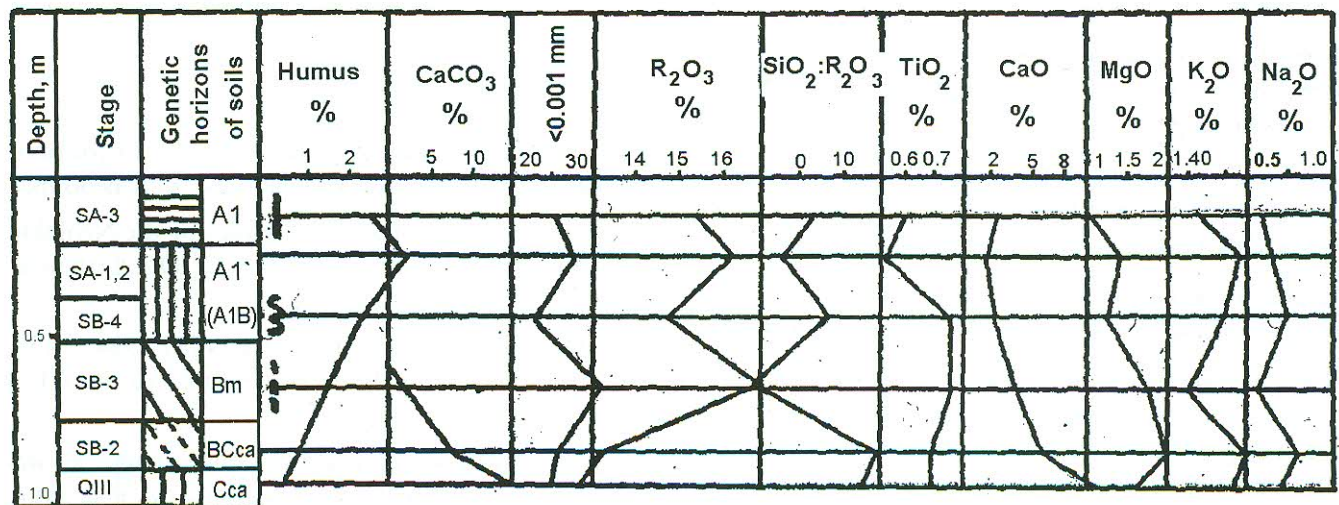 Depth, m
Stage
Genetic
horizons
of soils
Humus
%
1 2
CaCO₃
%
5 10
<0.001 mm
20 30
R₂O₃
%
14 15 16
SiO₂:R₂O₃
0 10
TiO₂
%
0.6 0.7
CaO
%
2 5 8
MgO
%
1 1.5 2
K₂O
%
1.40
Na₂O
%
0.5 1.0
SA-3 A1
SA-1,2 A1`
SB-4 (A1B)
0.5
SB-3 Bm
SB-2 BCca
1.0 QIII Cca